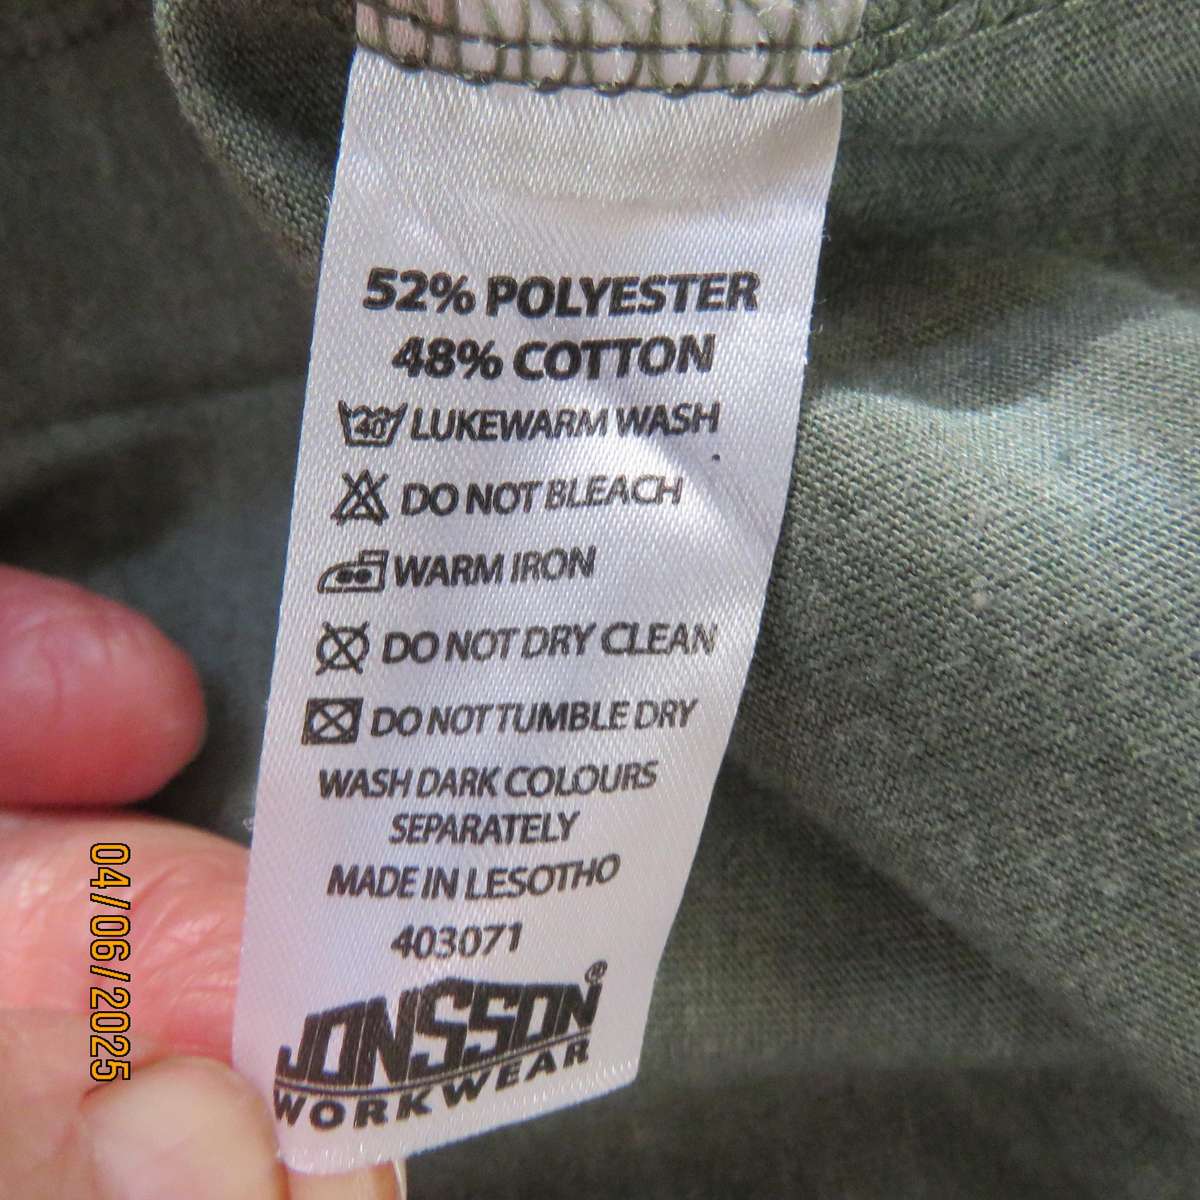 52% POLYESTER
48% COTTON
40 LUKEWARM WASH
DO NOT BLEACH
WARM IRON
DO NOT DRY CLEAN
DO NOT TUMBLE DRY
WASH DARK COLOURS
SEPARATELY
MADE IN LESOTHO
403071
JONSSON®
WORKWEAR
04/06/2025